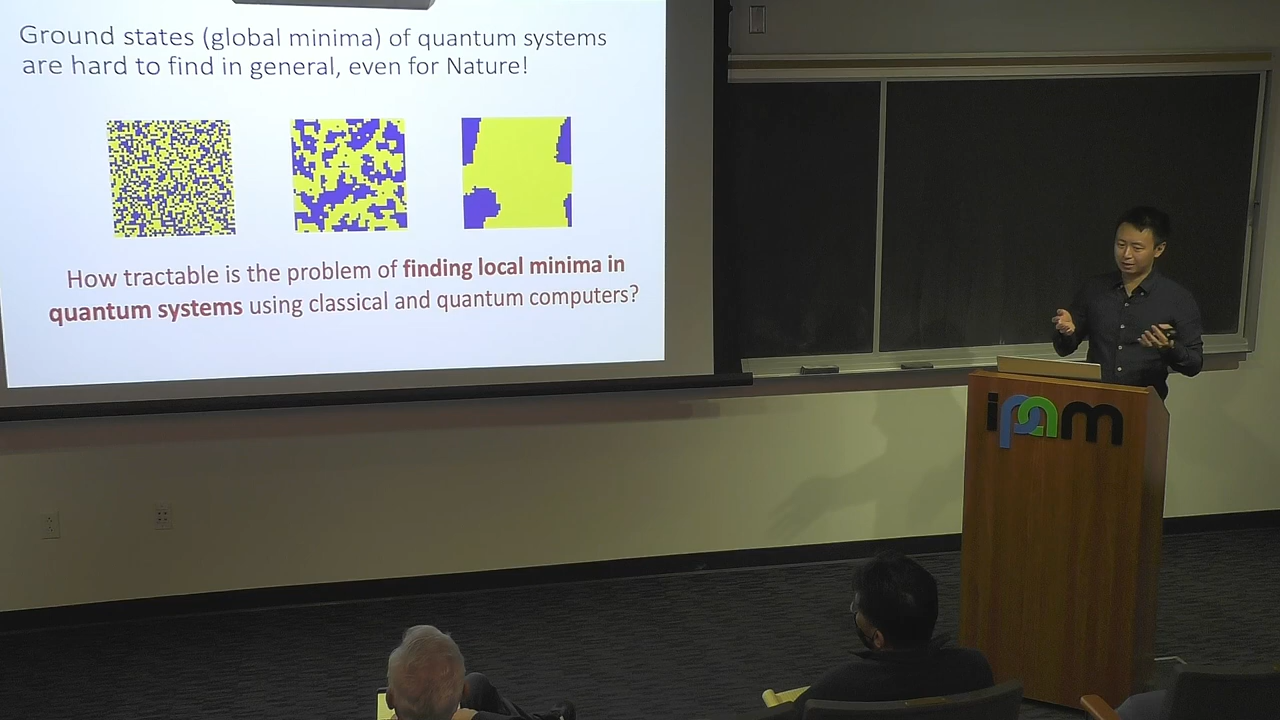 Ground states (global minima) of quantum systems
are hard to find in general, even for Nature!
How tractable is the problem of finding local minima in
quantum systems using classical and quantum computers?
ipam